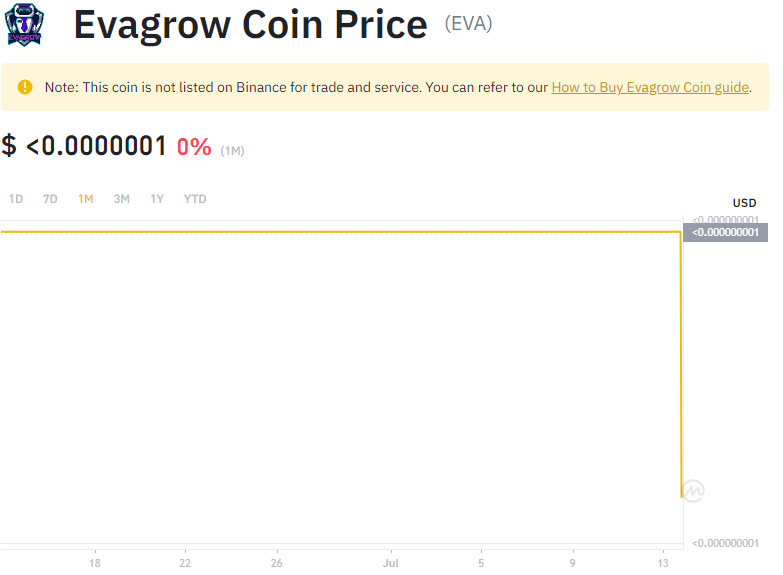 EVAGROW
Evagrow Coin Price (EVA)
Note: This coin is not listed on Binance for trade and service. You can refer to our How to Buy Evagrow Coin guide.
$ <0.0000001 0% (1M)
1D 7D 1M 3M 1Y YTD
USD
<0.000000001
<0.000000001
<0.000000001
18 22 26 Jul 5 9 13